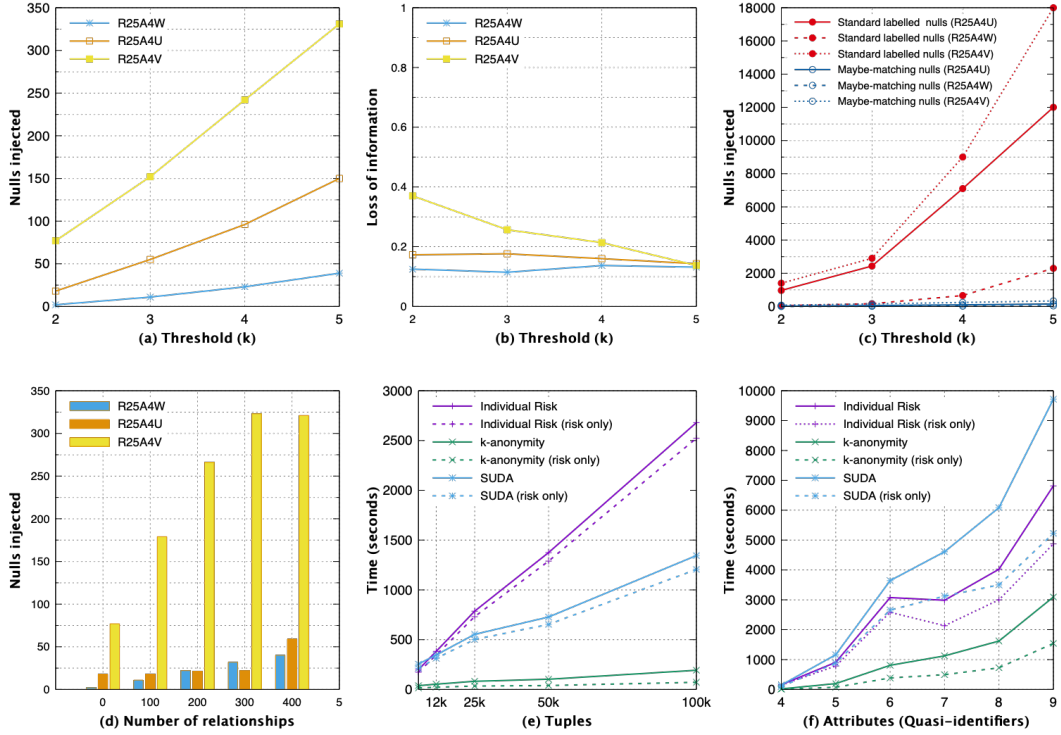 350
300
250
200
150
100
50
0
Nulls injected
R25A4W
R25A4U
R25A4V
2
3
4
5
(a) Threshold (k)
1
0.8
0.6
0.4
0.2
0
Loss of information
R25A4W
R25A4U
R25A4V
2
3
4
5
(b) Threshold (k)
18000
16000
14000
12000
10000
8000
6000
4000
2000
0
Nulls injected
Standard labelled nulls (R25A4U)
Standard labelled nulls (R25A4W)
Standard labelled nulls (R25A4V)
Maybe-matching nulls (R25A4U)
Maybe-matching nulls (R25A4W)
Maybe-matching nulls (R25A4V)
2
3
4
5
(c) Threshold (k)
350
325
300
250
225
200
150
125
100
50
25
0
Nulls injected
R25A4W
R25A4U
R25A4V
0
100
200
300
400
5
(d) Number of relationships
3000
2500
2000
1500
1000
500
0
Time (seconds)
Individual Risk
Individual Risk (risk only)
k-anonymity
k-anonymity (risk only)
SUDA
SUDA (risk only)
12k
25k
50k
100k
(e) Tuples
10000
9000
8000
7000
6000
5000
4000
3000
2000
1000
0
Time (seconds)
Individual Risk
Individual Risk (risk only)
k-anonymity
k-anonymity (risk only)
SUDA
SUDA (risk only)
4
5
6
7
8
9
(f) Attributes (Quasi-identifiers)